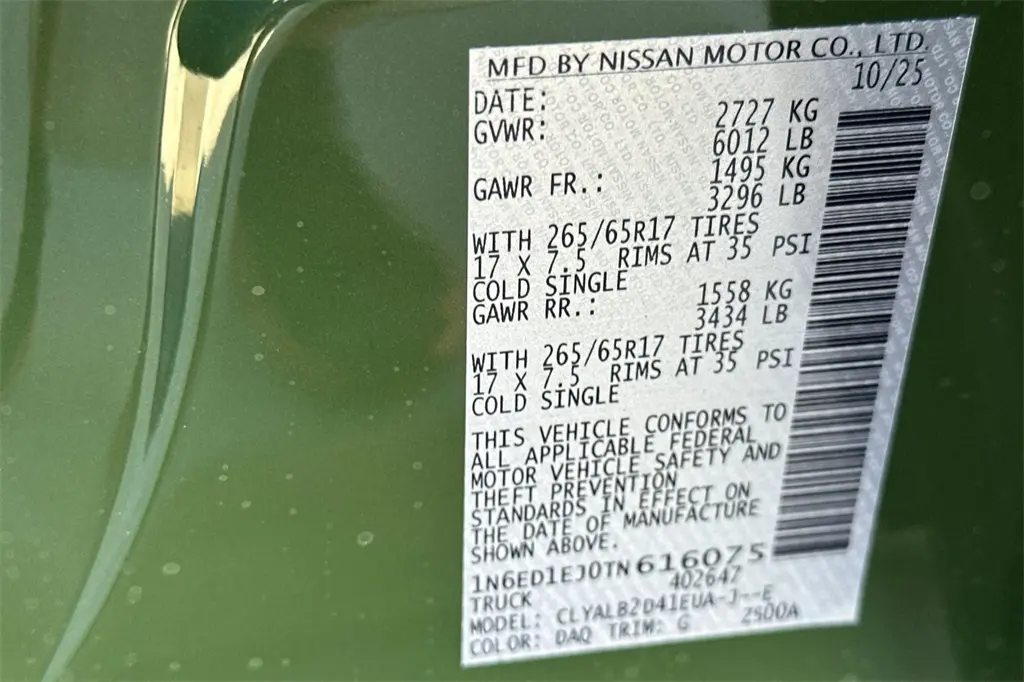 MFD BY NISSAN MOTOR CO., LTD.
DATE: 10/25
GVWR: 2727 KG
6012 LB
GAWR FR.: 1495 KG
3296 LB
WITH 265/65R17 TIRES
17 X 7.5 RIMS AT 35 PSI
COLD SINGLE
GAWR RR.: 1558 KG
3434 LB
WITH 265/65R17 TIRES
17 X 7.5 RIMS AT 35 PSI
COLD SINGLE
THIS VEHICLE CONFORMS TO
ALL APPLICABLE FEDERAL
MOTOR VEHICLE SAFETY AND
THEFT PREVENTION
STANDARDS IN EFFECT ON
THE DATE OF MANUFACTURE
SHOWN ABOVE.
1N6ED1EJ0TN616075
TRUCK 402647
MODEL: CLYALB2D41EUA-J--E
COLOR: DAQ TRIM: G 2S00A